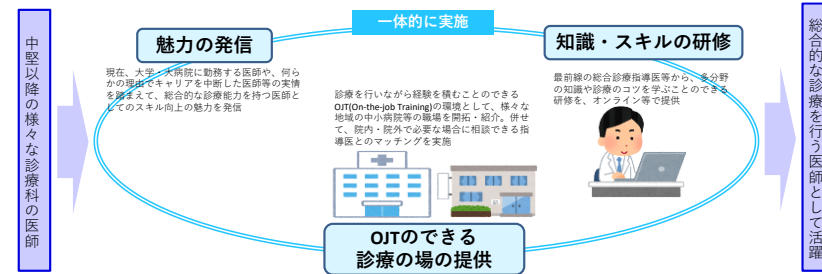 中堅以降の様々な診療科の医師
一体的に実施
魅力の発信
現在、大学・大病院に勤務する医師や、何ら
かの理由でキャリアを中断した医師等の実情
を踏まえて、総合的な診療能力を持つ医師と
してのスキル向上の魅力を発信
診療を行いながら経験を積むことのできる
OJT(On-the-job Training)の環境として、様々な
地域の中小病院等の職場を開拓・紹介。併せ
て、院内・院外で必要な場合に相談できる指
導医とのマッチングを実施
知識・スキルの研修
最前線の総合診療指導医等から、多分野
の知識や診療のコツを学ぶことのできる
研修を、オンライン等で提供
OJTのできる
診療の場の提供
総合的な診療を行う医師として活躍